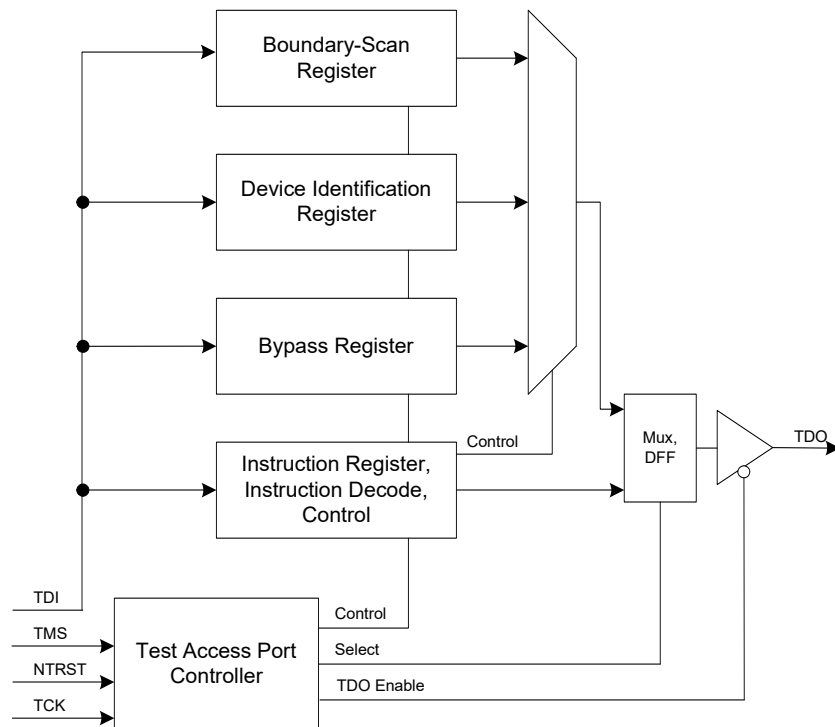 Boundary-Scan
Register
Device Identification
Register
Bypass Register
Control
Instruction Register,
Instruction Decode,
Control
Mux,
DFF
TDO
TDI
TMS
NTRST
TCK
Test Access Port
Controller
Control
Select
TDO Enable